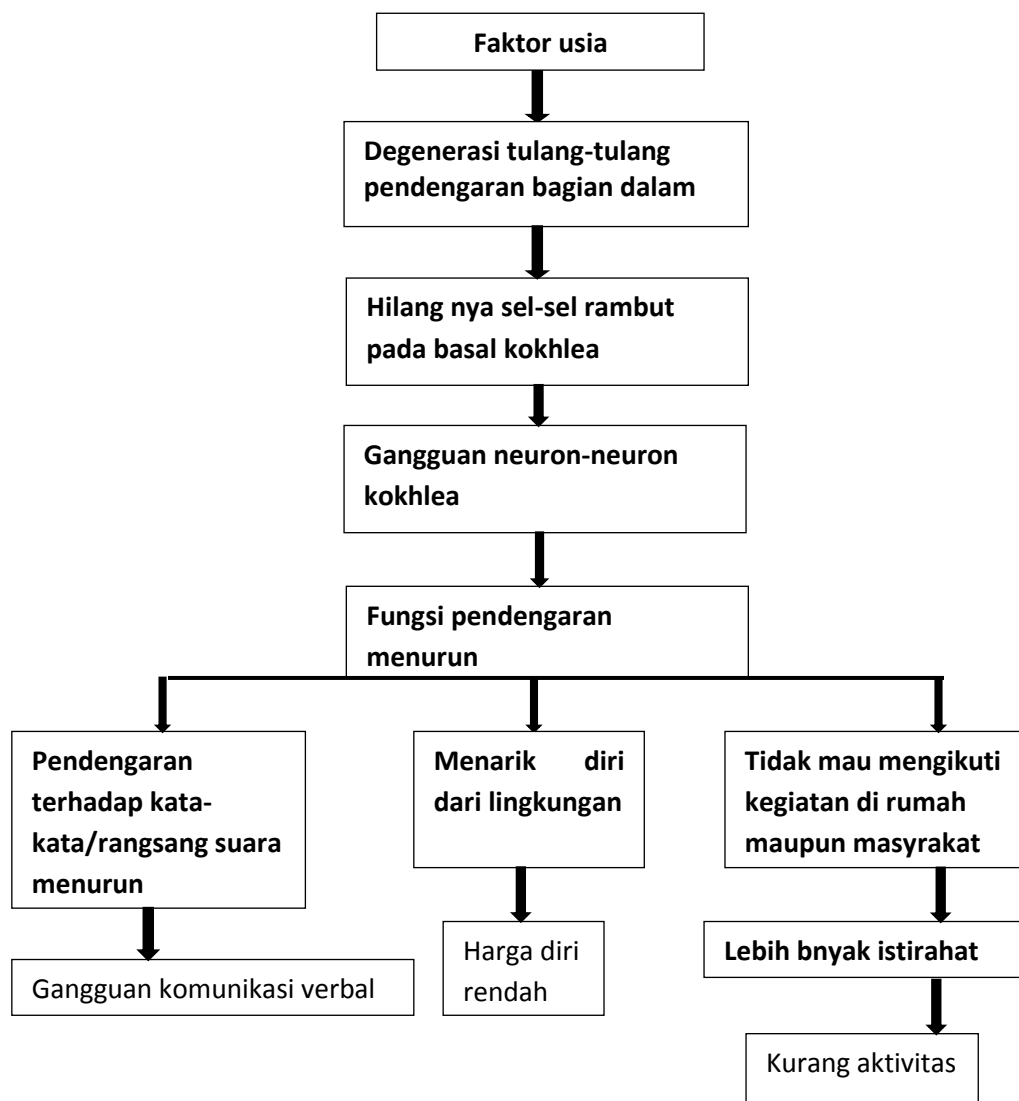 Faktor usia
Degenerasi tulang-tulang
pendengaran bagian dalam
Hilang nya sel-sel rambut
pada basal kokhlea
Gangguan neuron-neuron
kokhlea
Fungsi pendengaran
menurun
Pendengaran
terhadap kata-
kata/rangsang suara
menurun
Menarik diri
dari lingkungan
Tidak mau mengikuti
kegiatan di rumah
maupun masyrakat
Gangguan komunikasi verbal
Harga diri
rendah
Lebih bnyak istirahat
Kurang aktivitas